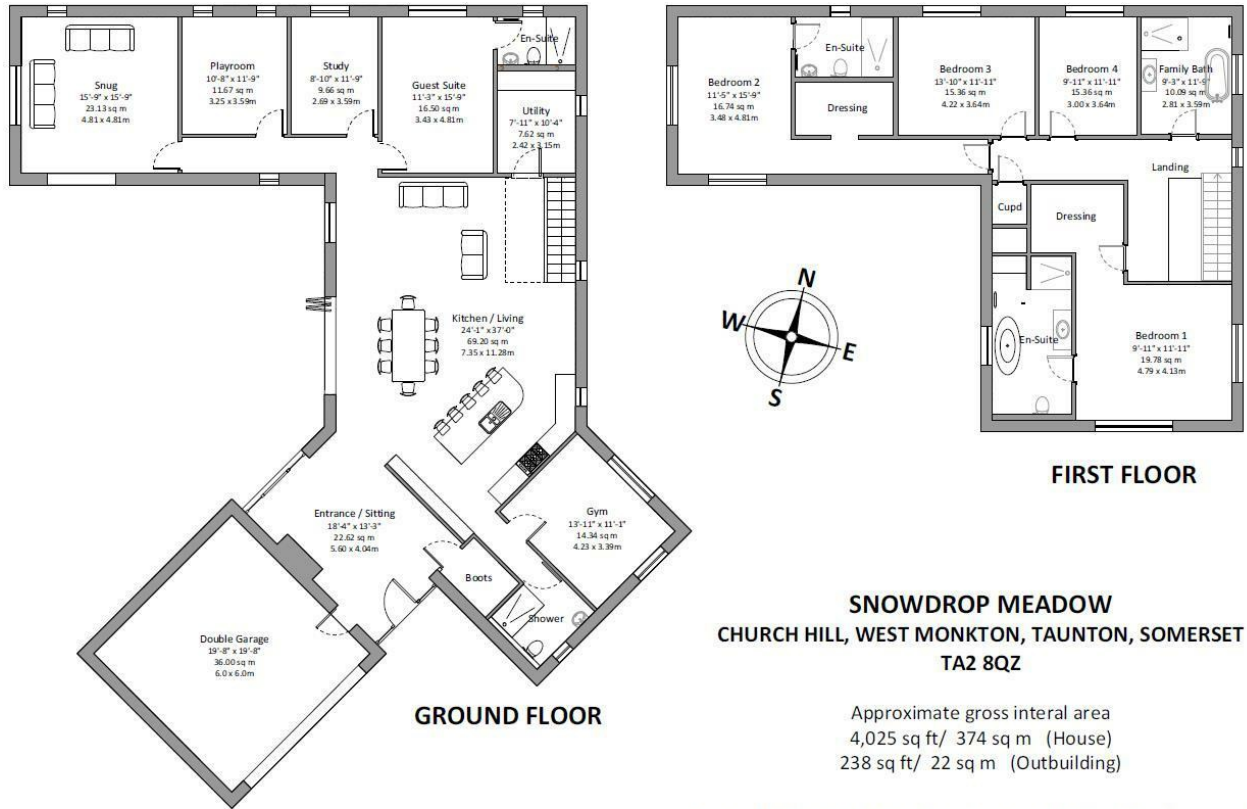 Snug
15'-9" x 15'-9"
23.13 sq m
4.81 x 4.81m
Playroom
10'-8" x 11'-9"
11.67 sq m
3.25 x 3.59m
Study
8'-10" x 11'-9"
9.66 sq m
2.69 x 3.59m
Guest Suite
11'-3" x 15'-9"
16.50 sq m
3.43 x 4.81m
En-Suite
Utility
7'-11" x 10'-4"
7.62 sq m
2.42 x 3.15m
Kitchen / Living
24'-1" x 37'-0"
69.20 sq m
7.35 x 11.28m
Entrance / Sitting
18'-4" x 13'-3"
22.62 sq m
5.60 x 4.04m
Gym
13'-11" x 11'-1"
14.34 sq m
4.23 x 3.39m
Boots
Shower
Double Garage
19'-8" x 19'-8"
36.00 sq m
6.0 x 6.0m
GROUND FLOOR
Bedroom 2
11'-5" x 15'-9"
16.74 sq m
3.48 x 4.81m
En-Suite
Dressing
Bedroom 3
13'-10" x 11'-11"
15.36 sq m
4.22 x 3.64m
Bedroom 4
9'-11" x 11'-11"
15.36 sq m
3.00 x 3.64m
Family Bath
9'-3" x 11'-9"
10.09 sq m
2.81 x 3.59m
Landing
Cupd
Dressing
En-Suite
Bedroom 1
9'-11" x 11'-11"
19.78 sq m
4.79 x 4.13m
N
W
E
S
FIRST FLOOR
SNOWDROP MEADOW
CHURCH HILL, WEST MONKTON, TAUNTON, SOMERSET
TA2 8QZ
Approximate gross interal area
4,025 sq ft/ 374 sq m (House)
238 sq ft/ 22 sq m (Outbuilding)